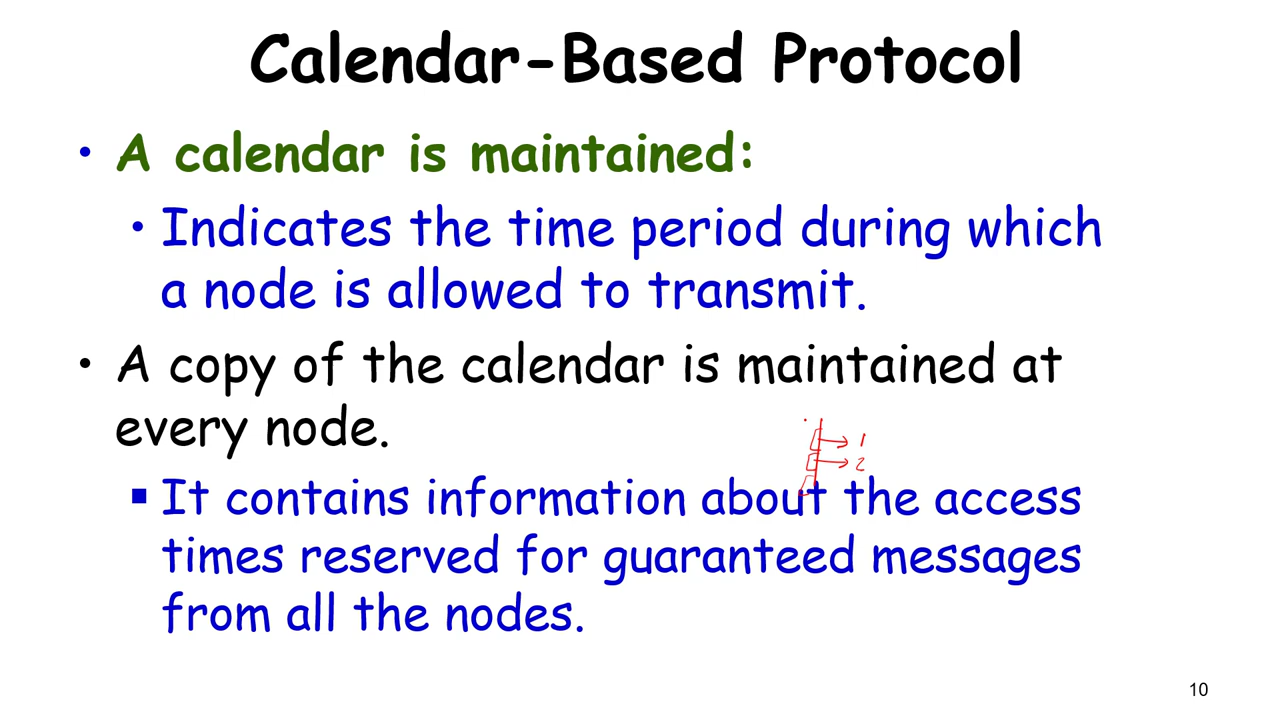 Calendar-Based Protocol
• A calendar is maintained:
• Indicates the time period during which
a node is allowed to transmit.
• A copy of the calendar is maintained at
every node.
1
2
▪ It contains information about the access
times reserved for guaranteed messages
from all the nodes.
10